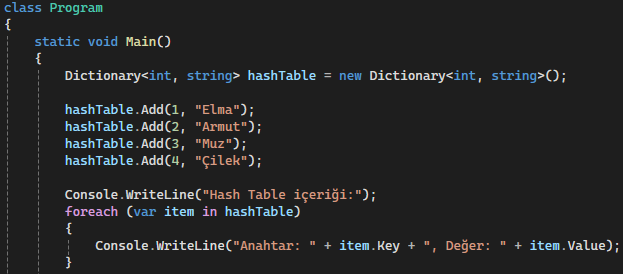 class Program
{
static void Main()
{
Dictionary<int, string> hashTable = new Dictionary<int, string>();
hashTable.Add(1, "Elma");
hashTable.Add(2, "Armut");
hashTable.Add(3, "Muz");
hashTable.Add(4, "Çilek");
Console.WriteLine("Hash Table içeriği:");
foreach (var item in hashTable)
{
Console.WriteLine("Anahtar: " + item.Key + ", Değer: " + item.Value);
}